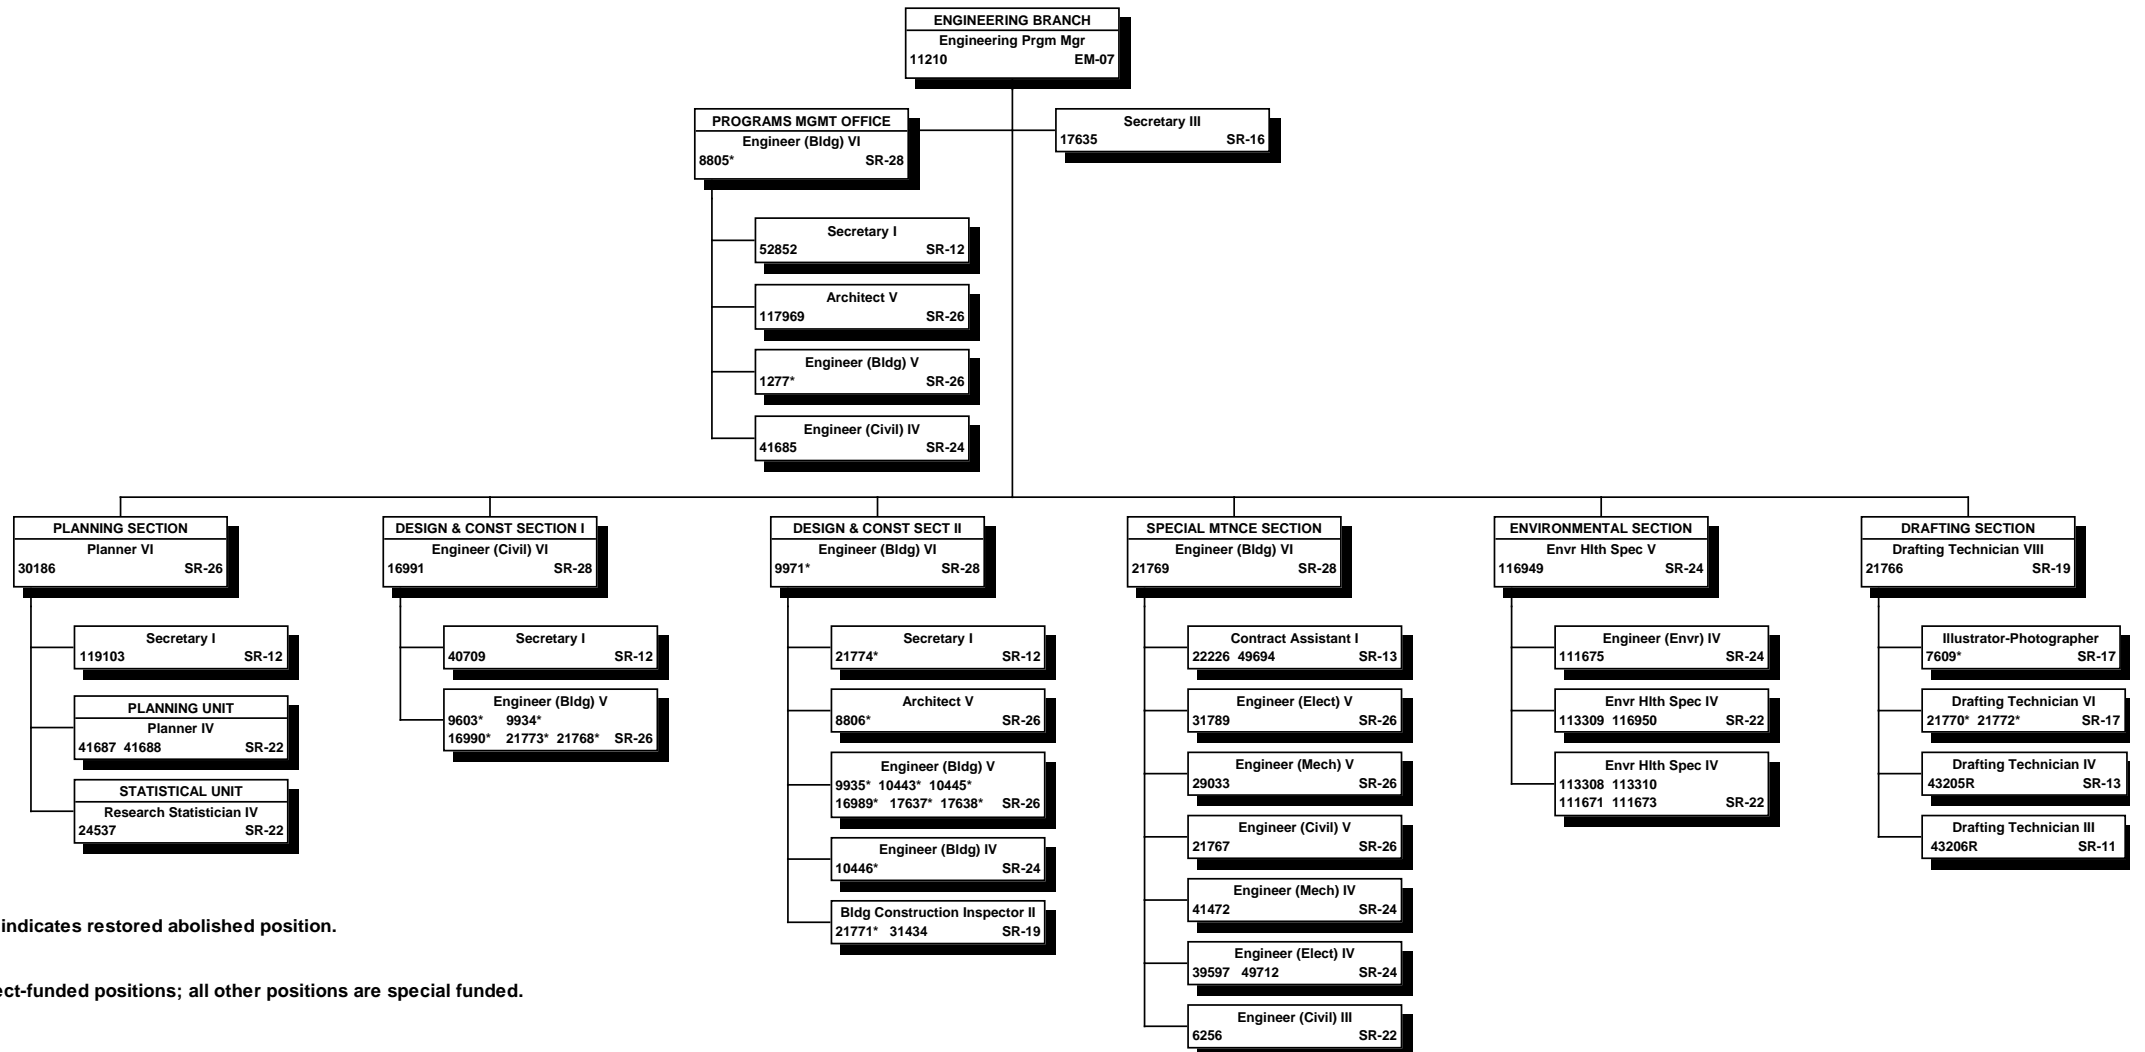 ENGINEERING BRANCH
Engineering Prgm Mgr
11210 EM-07
PROGRAMS MGMT OFFICE
Engineer (Bldg) VI
8805* SR-28
Secretary III
17635 SR-16
Secretary I
52852 SR-12
Architect V
117969 SR-26
Engineer (Bldg) V
1277* SR-26
Engineer (Civil) IV
41685 SR-24
PLANNING SECTION
Planner VI
30186 SR-26
Secretary I
119103 SR-12
PLANNING UNIT
Planner IV
41687 41688 SR-22
STATISTICAL UNIT
Research Statistician IV
24537 SR-22
DESIGN & CONST SECTION I
Engineer (Civil) VI
16991 SR-28
Secretary I
40709 SR-12
Engineer (Bldg) V
9603* 9934*
16990* 21773* 21768* SR-26
DESIGN & CONST SECT II
Engineer (Bldg) VI
9971* SR-28
Secretary I
21774* SR-12
Architect V
8806* SR-26
Engineer (Bldg) V
9935* 10443* 10445*
16989* 17637* 17638* SR-26
Engineer (Bldg) IV
10446* SR-24
Bldg Construction Inspector II
21771* 31434 SR-19
SPECIAL MTNCE SECTION
Engineer (Bldg) VI
21769 SR-28
Contract Assistant I
22226 49694 SR-13
Engineer (Elect) V
31789 SR-26
Engineer (Mech) V
29033 SR-26
Engineer (Civil) V
21767 SR-26
Engineer (Mech) IV
41472 SR-24
Engineer (Elect) IV
39597 49712 SR-24
Engineer (Civil) III
6256 SR-22
ENVIRONMENTAL SECTION
Envr Hlth Spec V
116949 SR-24
Engineer (Envr) IV
111675 SR-24
Envr Hlth Spec IV
113309 116950 SR-22
Envr Hlth Spec IV
113308 113310
111671 111673 SR-22
DRAFTING SECTION
Drafting Technician VIII
21766 SR-19
Illustrator-Photographer
7609* SR-17
Drafting Technician VI
21770* 21772* SR-17
Drafting Technician IV
43205R SR-13
Drafting Technician III
43206R SR-11
indicates restored abolished position.
ect-funded positions; all other positions are special funded.